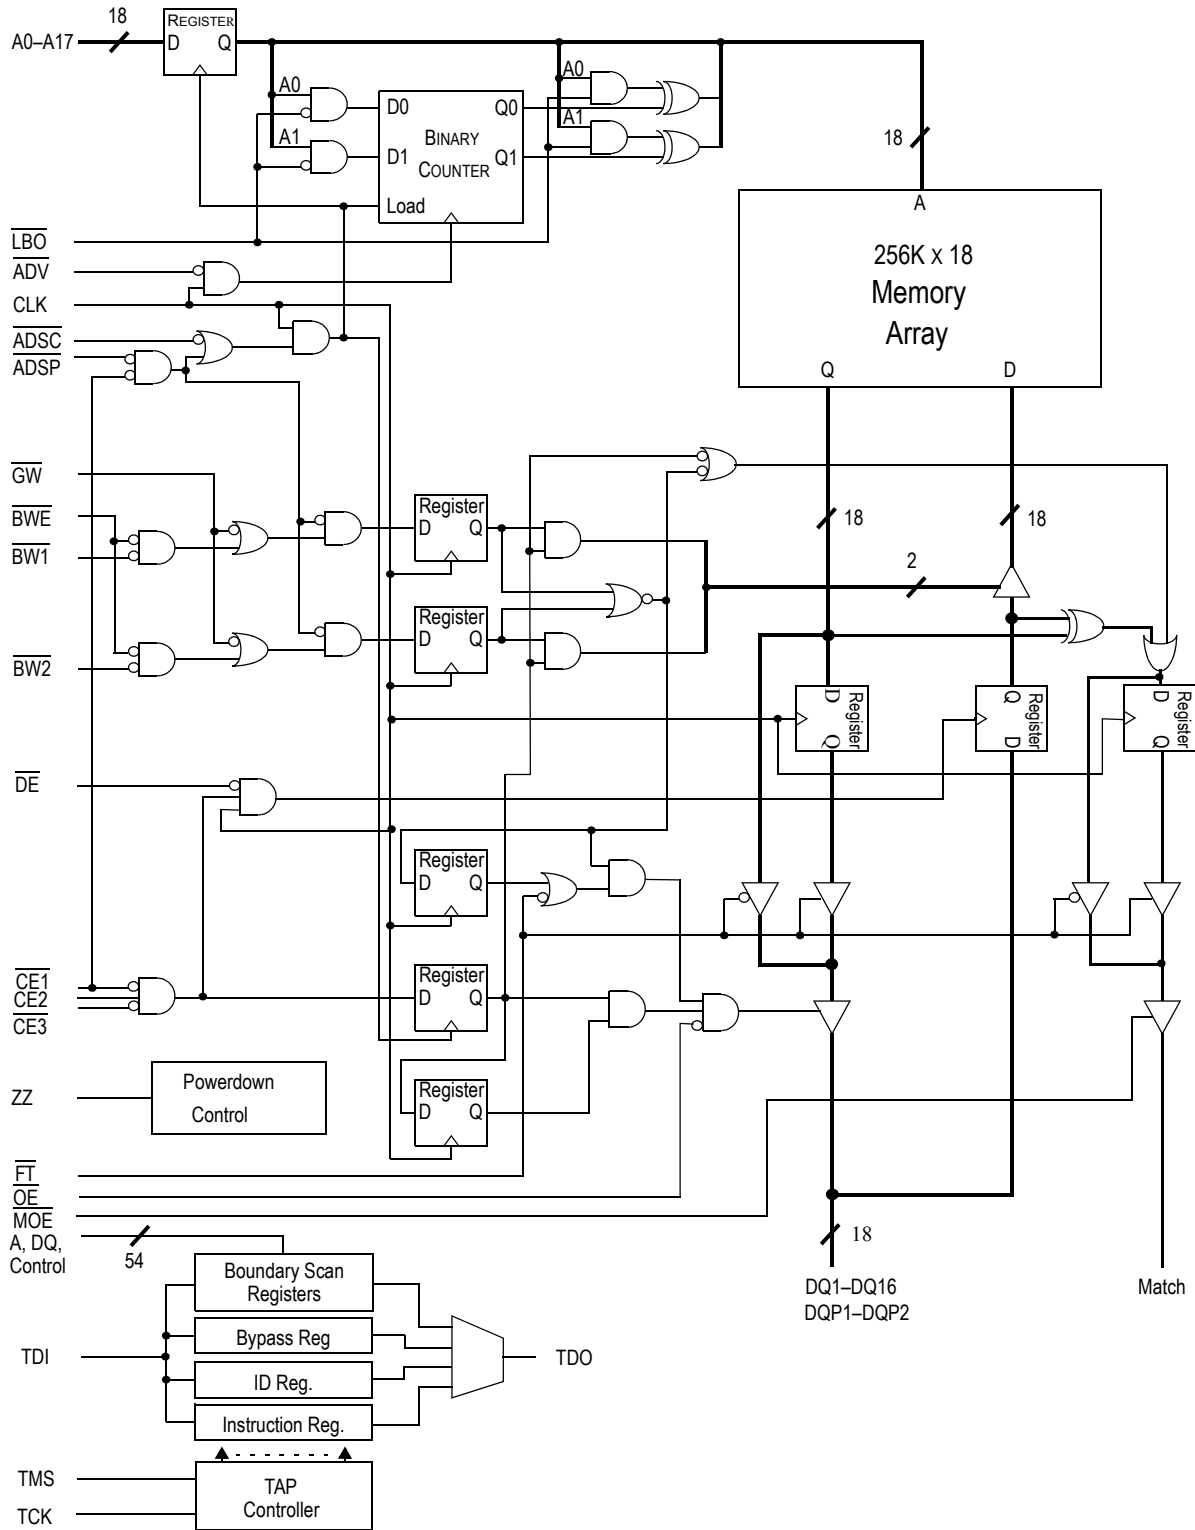 18
REGISTER
A0–A17
D Q
A0
A0
D0 Q0
A1
A1
BINARY
18
D1 Q1
COUNTER
Load
A
LBO
256K X 18
ADV
Memory
CLK
Array
ADSC
ADSP
Q D
GW
Register
BWE
D Q
18
18
BW1
2
Register
BW2
D Q
D
Register
Q
Q
Register
D
D
Register
Q
DE
Register
D Q
CE1
Register
CE2
D Q
CE3
Powerdown
Register
ZZ
Control
D Q
FT
OE
MOE
A, DQ,
Control
54
18
Boundary Scan
Registers
DQ1–DQ16
DQP1–DQP2
Match
Bypass Reg
TDI
TDO
ID Reg.
Instruction Reg.
TMS
TAP
Controller
TCK